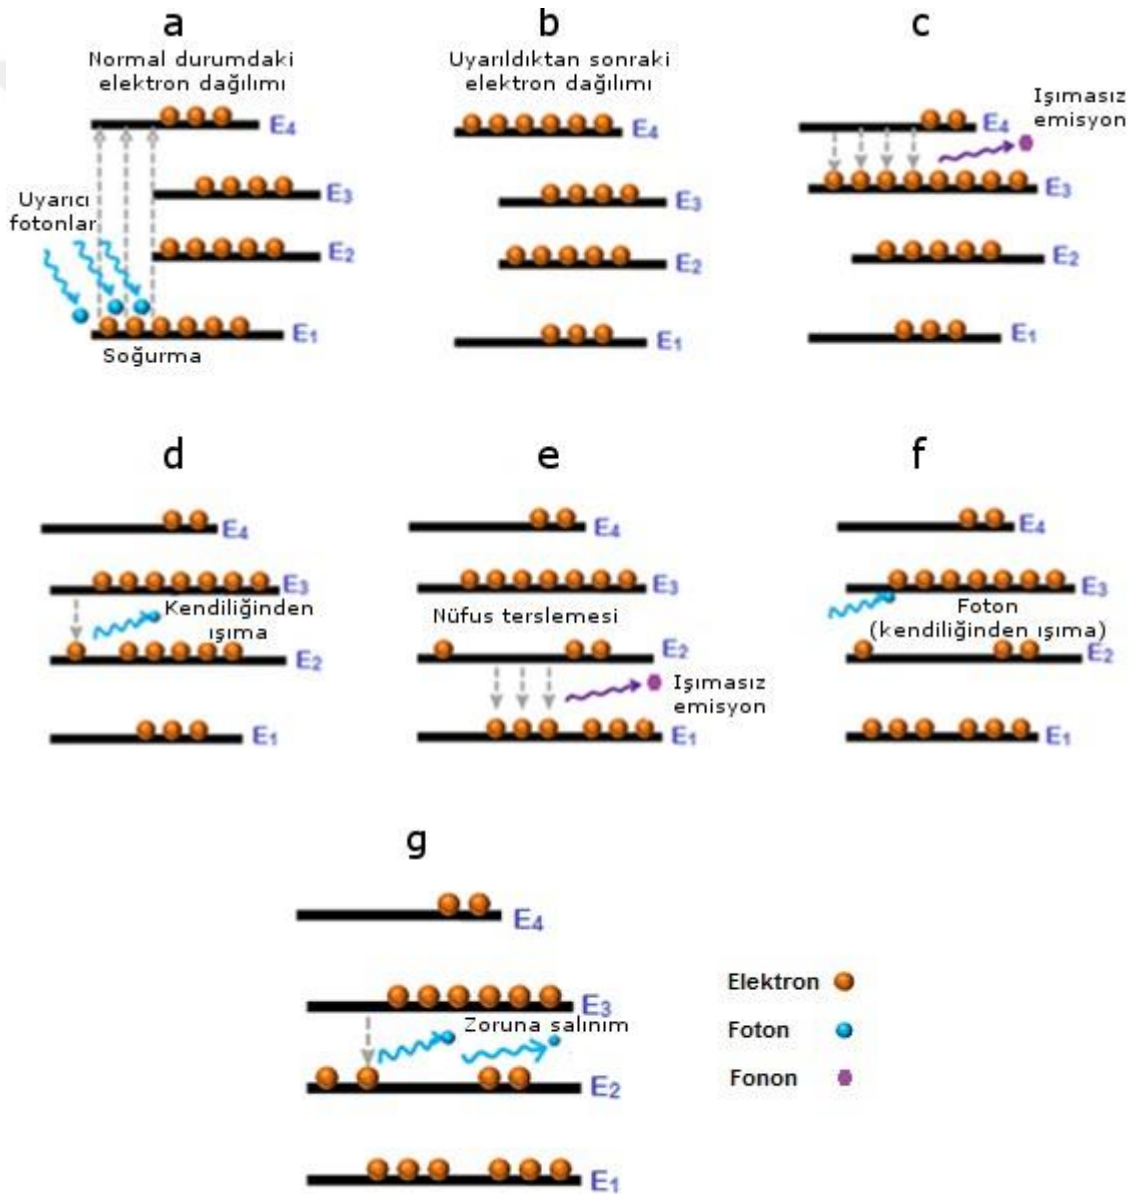 a
Normal durumdaki
elektron dağılımı
E4
E3
Uyarıcı
fotonlar
E2
E1
Soğurma
b
Uyarıldıktan sonraki
elektron dağılımı
E4
E3
E2
E1
c
Işımasız
emisyon
E4
E3
E2
E1
d
E4
E3
Kendiliğinden
ışıma
E2
E1
e
E4
E3
Nüfus terslemesi
E2
Işımasız
emisyon
E1
f
E4
E3
Foton
(kendiliğinden ışıma)
E2
E1
g
E4
E3
Zoruna salınım
E2
E1
Elektron
Foton
Fonon